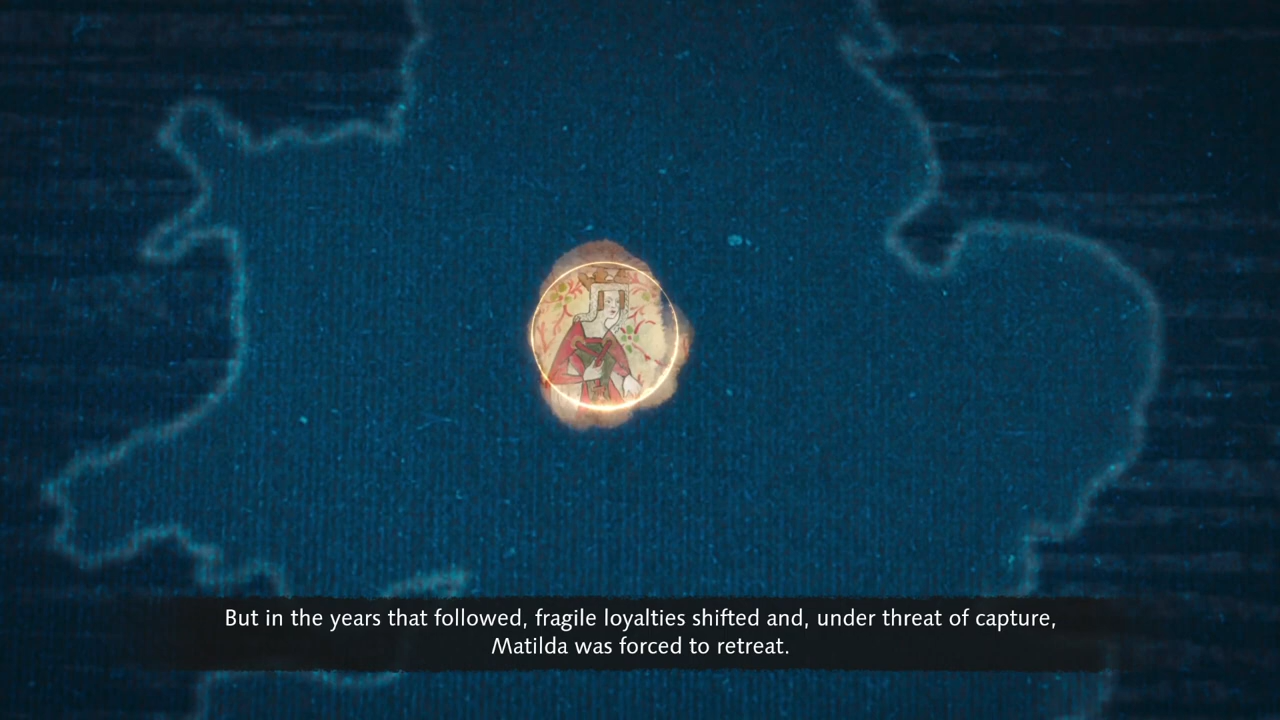 But in the years that followed, fragile loyalties shifted and, under threat of capture,
Matilda was forced to retreat.